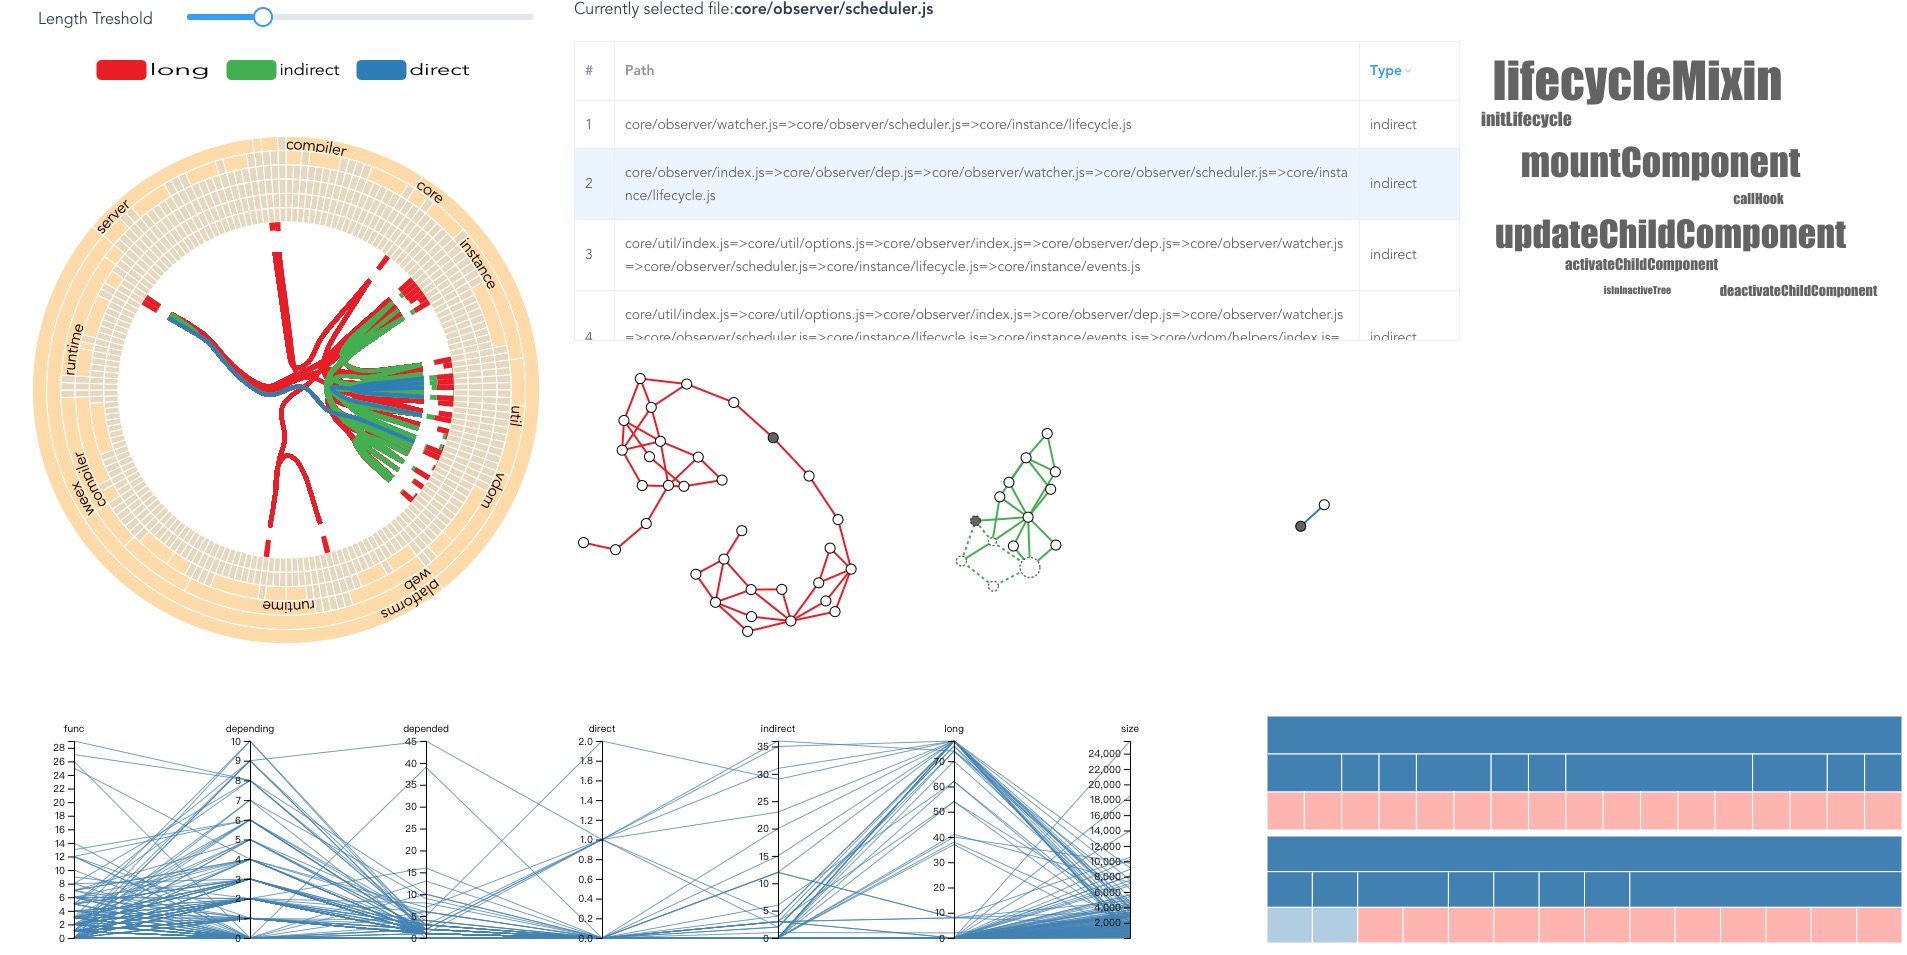 Length Treshold
long indirect direct
compiler
core
instance
util
vdom
web
platforms
runtime
weex
compiler
runtime
server
Currently selected file:core/observer/scheduler.js
# Path Type
1 core/observer/watcher.js=>core/observer/scheduler.js=>core/instance/lifecycle.js indirect
2 core/observer/index.js=>core/observer/dep.js=>core/observer/watcher.js=>core/observer/scheduler.js=>core/insta
nce/lifecycle.js indirect
3 core/util/index.js=>core/util/options.js=>core/observer/index.js=>core/observer/dep.js=>core/observer/watcher.js
=>core/observer/scheduler.js=>core/instance/lifecycle.js=>core/instance/events.js indirect
4 core/util/index.js=>core/util/options.js=>core/observer/index.js=>core/observer/dep.js=>core/observer/watcher.js
=>core/observer/scheduler.js=>core/instance/lifecycle.js=>core/instance/events.js=>core/vdom/helpers/index.js= indirect
lifecycleMixin
initLifecycle
mountComponent
callHook
updateChildComponent
activateChildComponent
isInInactiveTree
deactivateChildComponent
func
28
26
24
22
20
18
16
14
12
10
8
6
4
2
0
depending
10
9
8
7
6
5
4
3
2
1
0
depended
45
40
35
30
25
20
15
10
5
0
direct
2.0
1.8
1.6
1.4
1.2
1.0
0.8
0.6
0.4
0.2
0.0
indirect
35
30
25
20
15
10
5
0
long
70
60
50
40
30
20
10
0
size
24,000
22,000
20,000
18,000
16,000
14,000
12,000
10,000
8,000
6,000
4,000
2,000